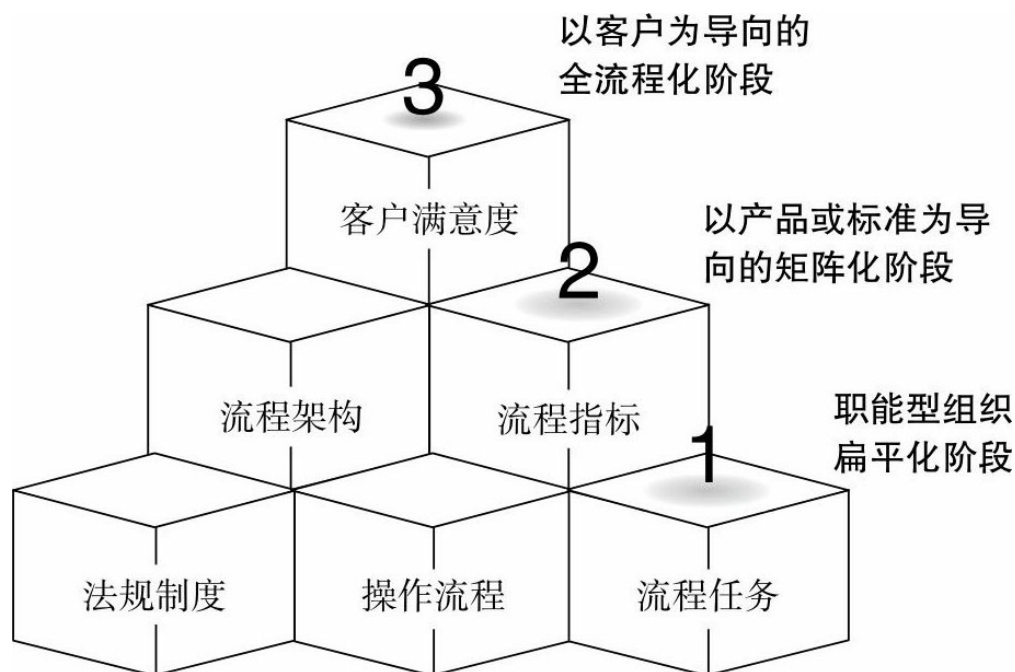 以客户为导向的
全流程化阶段
3
客户满意度
以产品或标准为导
向的矩阵化阶段
2
流程架构
流程指标
职能型组织
扁平化阶段
1
法规制度
操作流程
流程任务